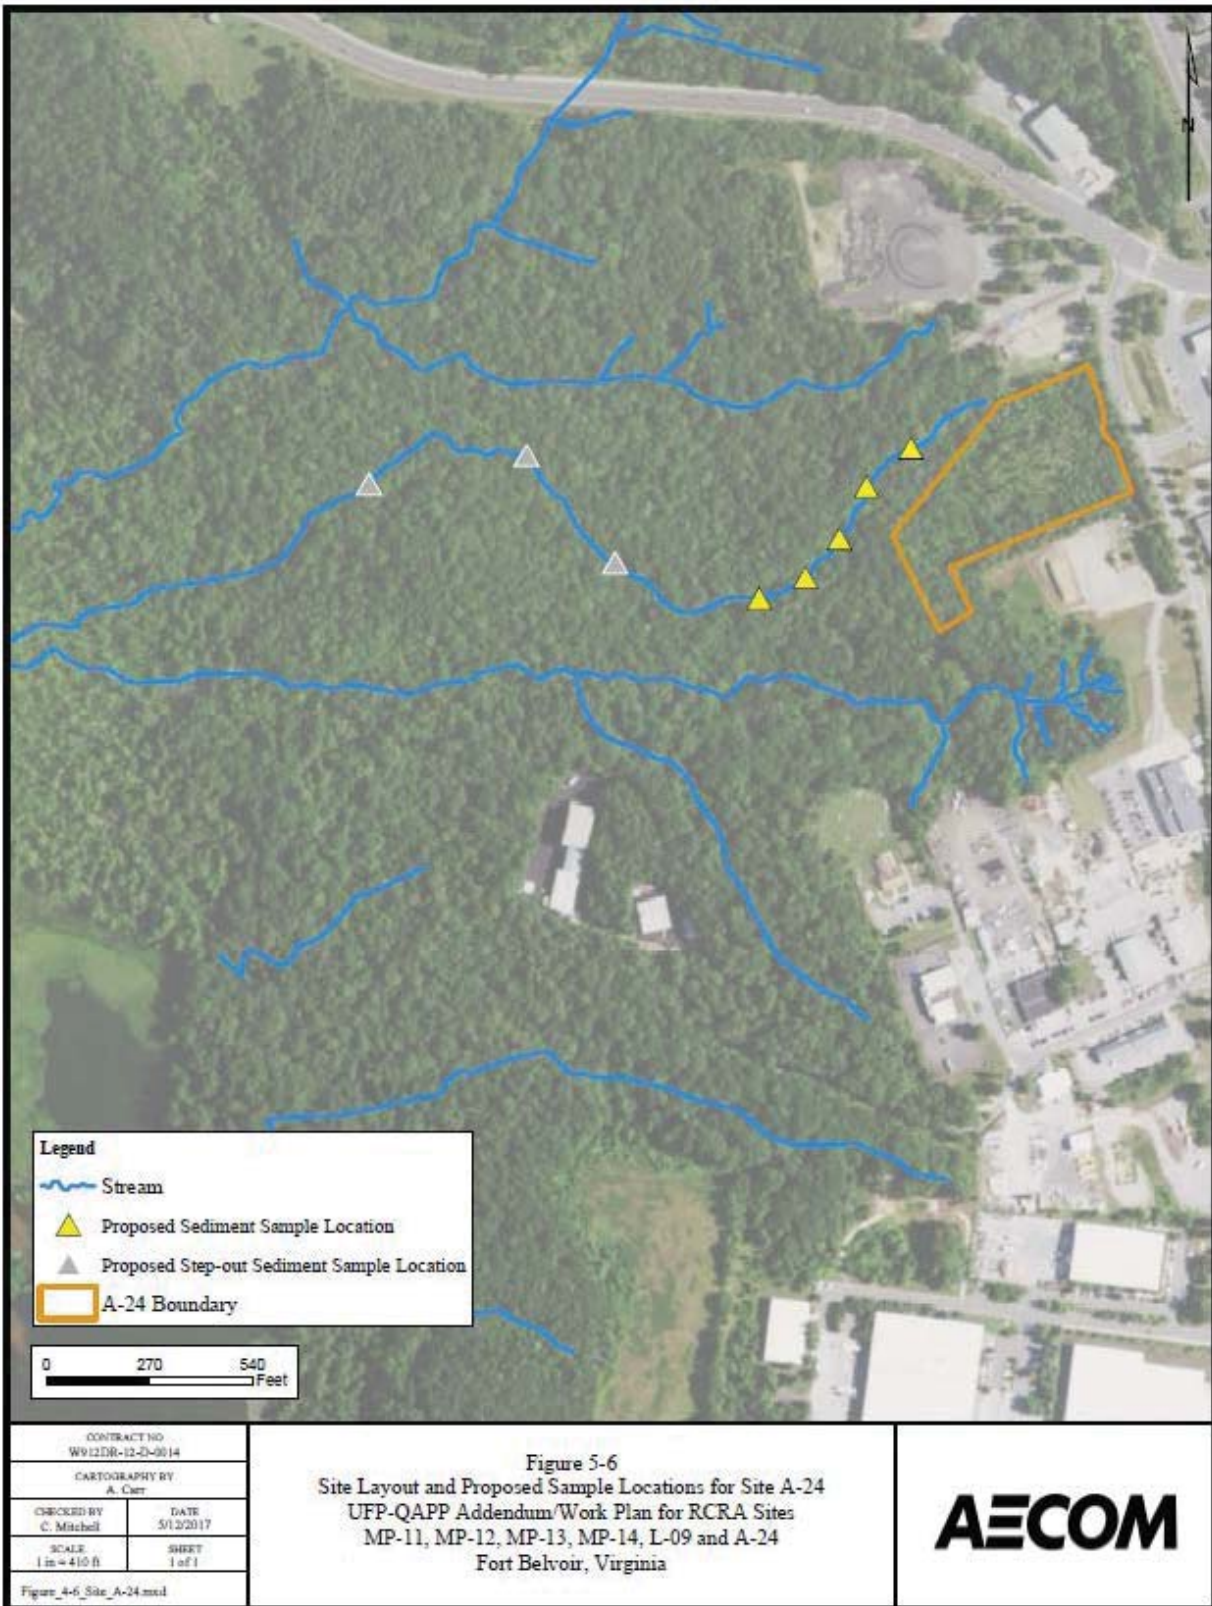 N
Legend
Stream
Proposed Sediment Sample Location
Proposed Step-out Sediment Sample Location
A-24 Boundary
0 270 540
Feet
CONTRACT NO
W912DR-12-D-0014
CARTOGRAPHY BY
A. Carr
CHECKED BY
C. Mitchell
DATE
5/12/2017
SCALE
1 in = 410 ft
SHEET
1 of 1
Figure_4-6_Site_A-24.mxd
Figure 5-6
Site Layout and Proposed Sample Locations for Site A-24
UFP-QAPP Addendum/Work Plan for RCRA Sites
MP-11, MP-12, MP-13, MP-14, L-09 and A-24
Fort Belvoir, Virginia
AECOM